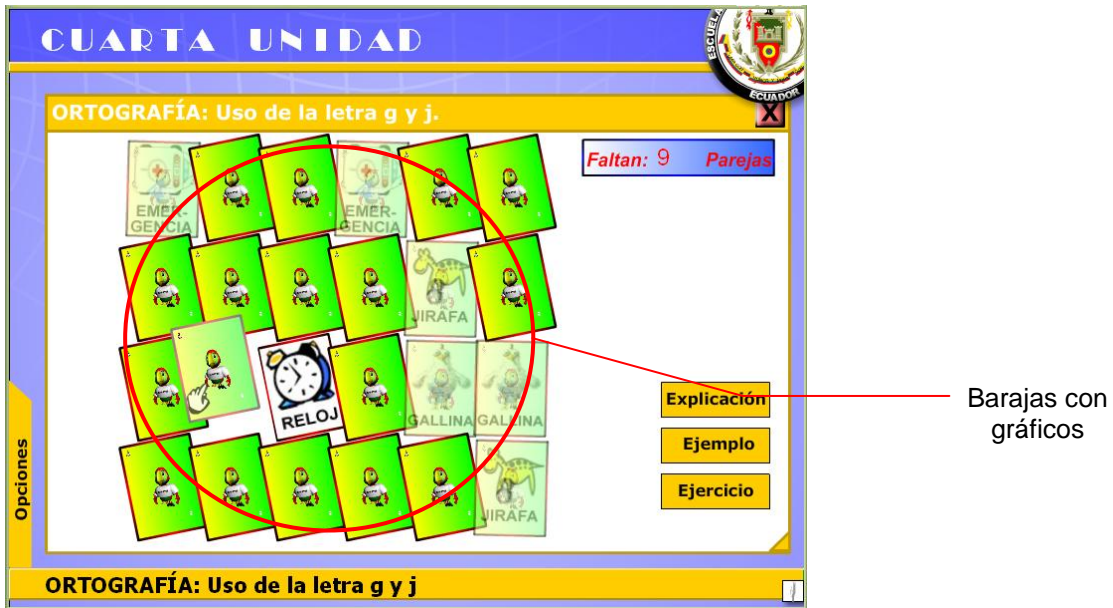 CUARTA UNIDAD
ESCUELA
ECUADOR
ORTOGRAFÍA: Uso de la letra g y j.
X
Faltan: 9 Parejas
EMER-
GENCIA
EMER-
GENCIA
JIRAFA
RELOJ
GALLINA
GALLINA
JIRAFA
Explicación
Ejemplo
Ejercicio
Barajas con
gráficos
Opciones
ORTOGRAFÍA: Uso de la letra g y j